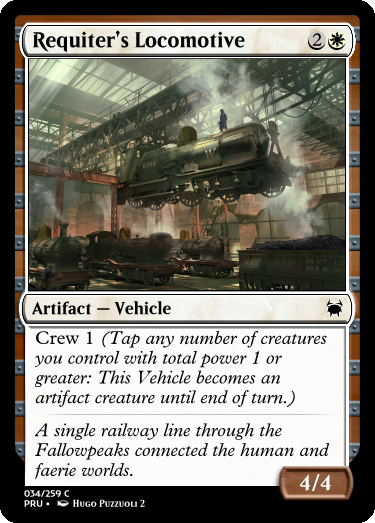 Requiter's Locomotive 2
Artifact — Vehicle
Crew 1 (Tap any number of creatures
you control with total power 1 or
greater: This Vehicle becomes an
artifact creature until end of turn.)
A single railway line through the
Fallowpeaks connected the human and
faerie worlds.
4/4
034/259 C
PRU • Hugo Puzzuoli 2